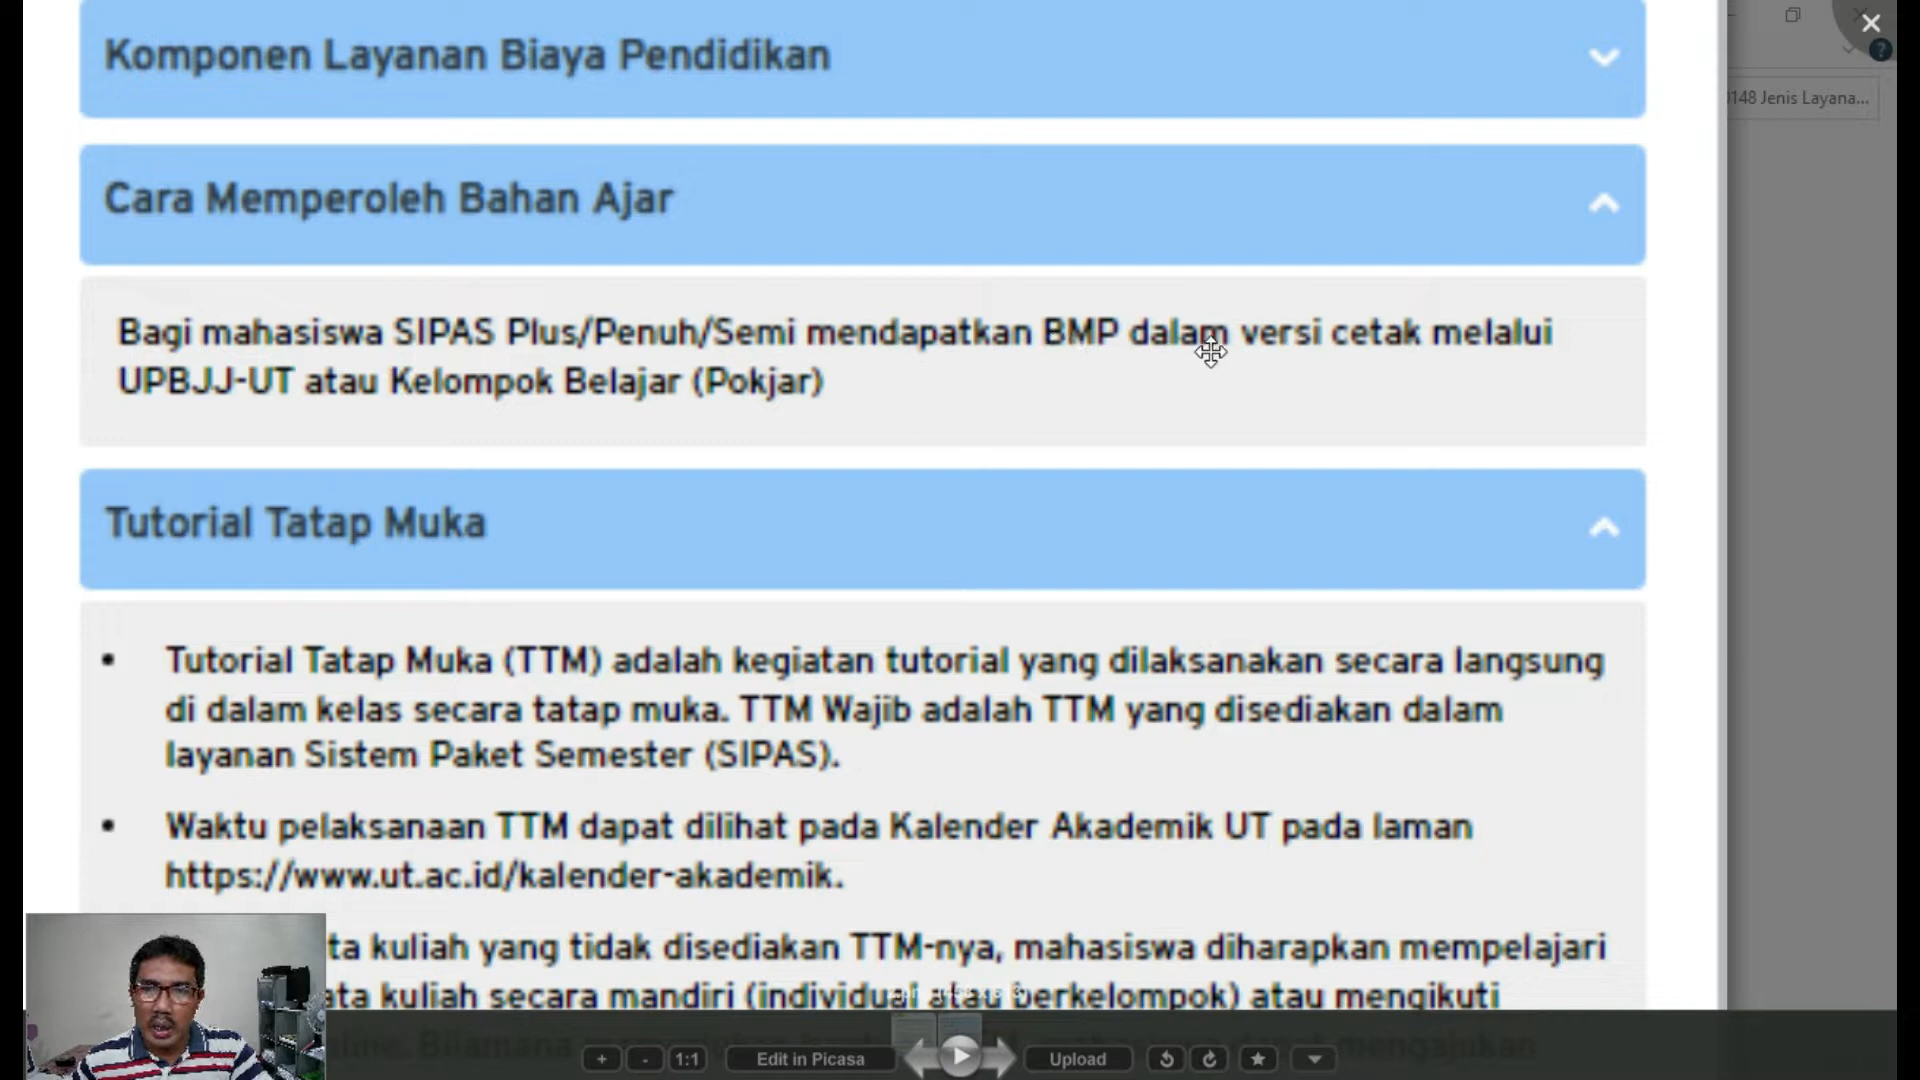 Komponen Layanan Biaya Pendidikan
0148 Jenis Layana...
Cara Memperoleh Bahan Ajar
Bagi mahasiswa SIPAS Plus/Penuh/Semi mendapatkan BMP dalam versi cetak melalui
UPBJJ-UT atau Kelompok Belajar (Pokjar)
Tutorial Tatap Muka
• Tutorial Tatap Muka (TTM) adalah kegiatan tutorial yang dilaksanakan secara langsung
di dalam kelas secara tatap muka. TTM Wajib adalah TTM yang disediakan dalam
layanan Sistem Paket Semester (SIPAS).
• Waktu pelaksanaan TTM dapat dilihat pada Kalender Akademik UT pada laman
https://www.ut.ac.id/kalender-akademik.
ta kuliah yang tidak disediakan TTM-nya, mahasiswa diharapkan mempelajari
ata kuliah secara mandiri (individual atau berkelompok) atau mengikuti
Bilamana
mengajukan
+ - 1:1 Edit in Picasa Upload